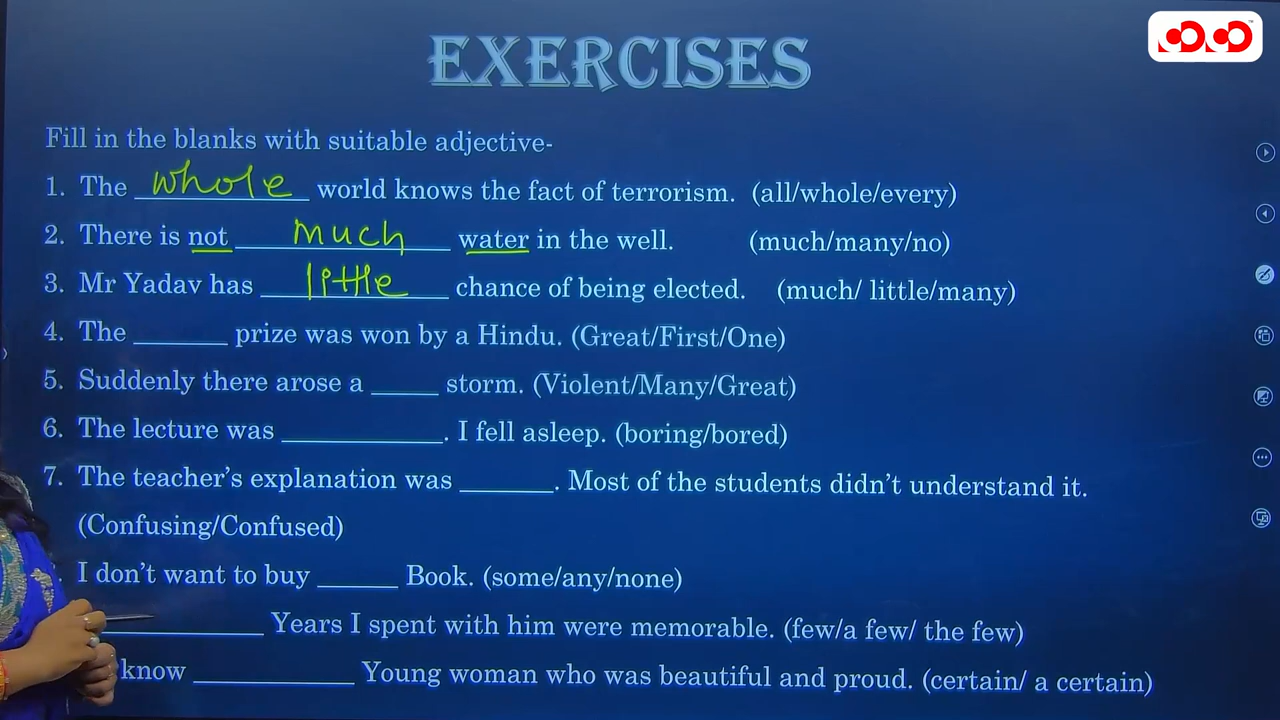 EXERCISES
Fill in the blanks with suitable adjective-
1. The whole world knows the fact of terrorism. (all/whole/every)
2. There is not much water in the well. (much/many/no)
3. Mr Yadav has little chance of being elected. (much/ little/many)
4. The ________ prize was won by a Hindu. (Great/First/One)
5. Suddenly there arose a ______ storm. (Violent/Many/Great)
6. The lecture was ______________. I fell asleep. (boring/bored)
7. The teacher's explanation was ________. Most of the students didn't understand it.
(Confusing/Confused)
. I don't want to buy _______ Book. (some/any/none)
______________ Years I spent with him were memorable. (few/a few/ the few)
know ______________ Young woman who was beautiful and proud. (certain/ a certain)